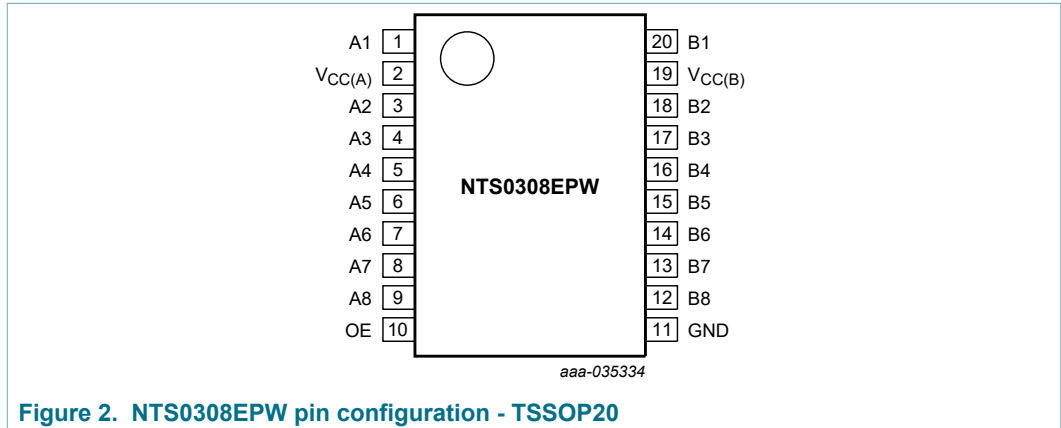 A1 1 20 B1
VCC(A) 2 19 VCC(B)
A2 3 18 B2
A3 4 17 B3
A4 5 16 B4
NTS0308EPW
A5 6 15 B5
A6 7 14 B6
A7 8 13 B7
A8 9 12 B8
OE 10 11 GND
aaa-035334
Figure 2. NTS0308EPW pin configuration - TSSOP20